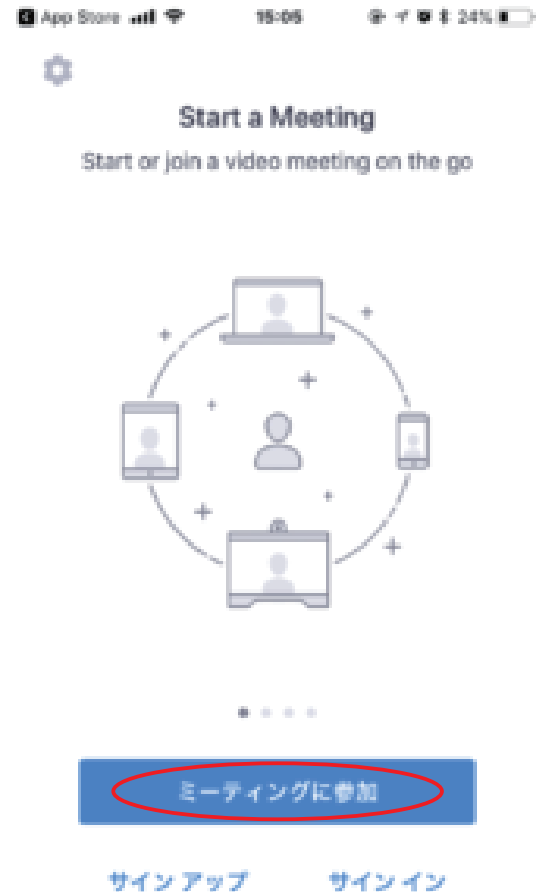 App Store 15:05 24%
Start a Meeting
Start or join a video meeting on the go
ミーティングに参加
サイン アップ サイン イン